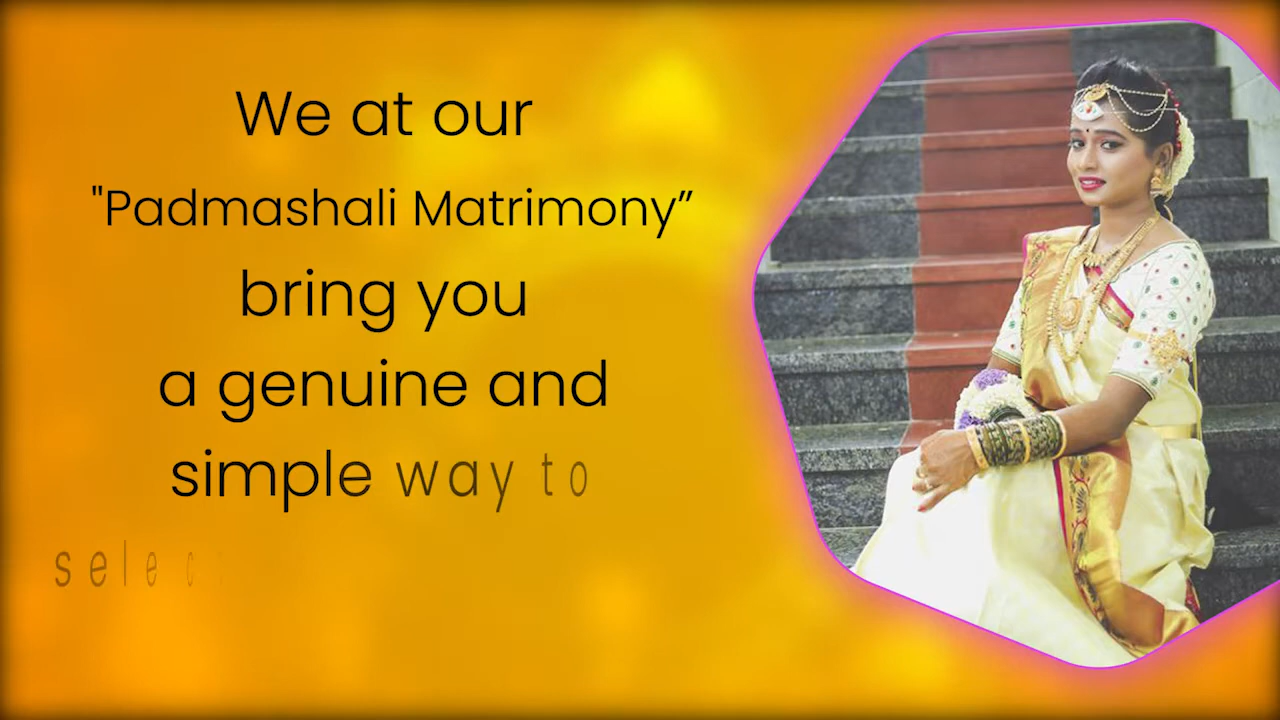 We at our
"Padmashali Matrimony”
bring you
a genuine and
simple way to